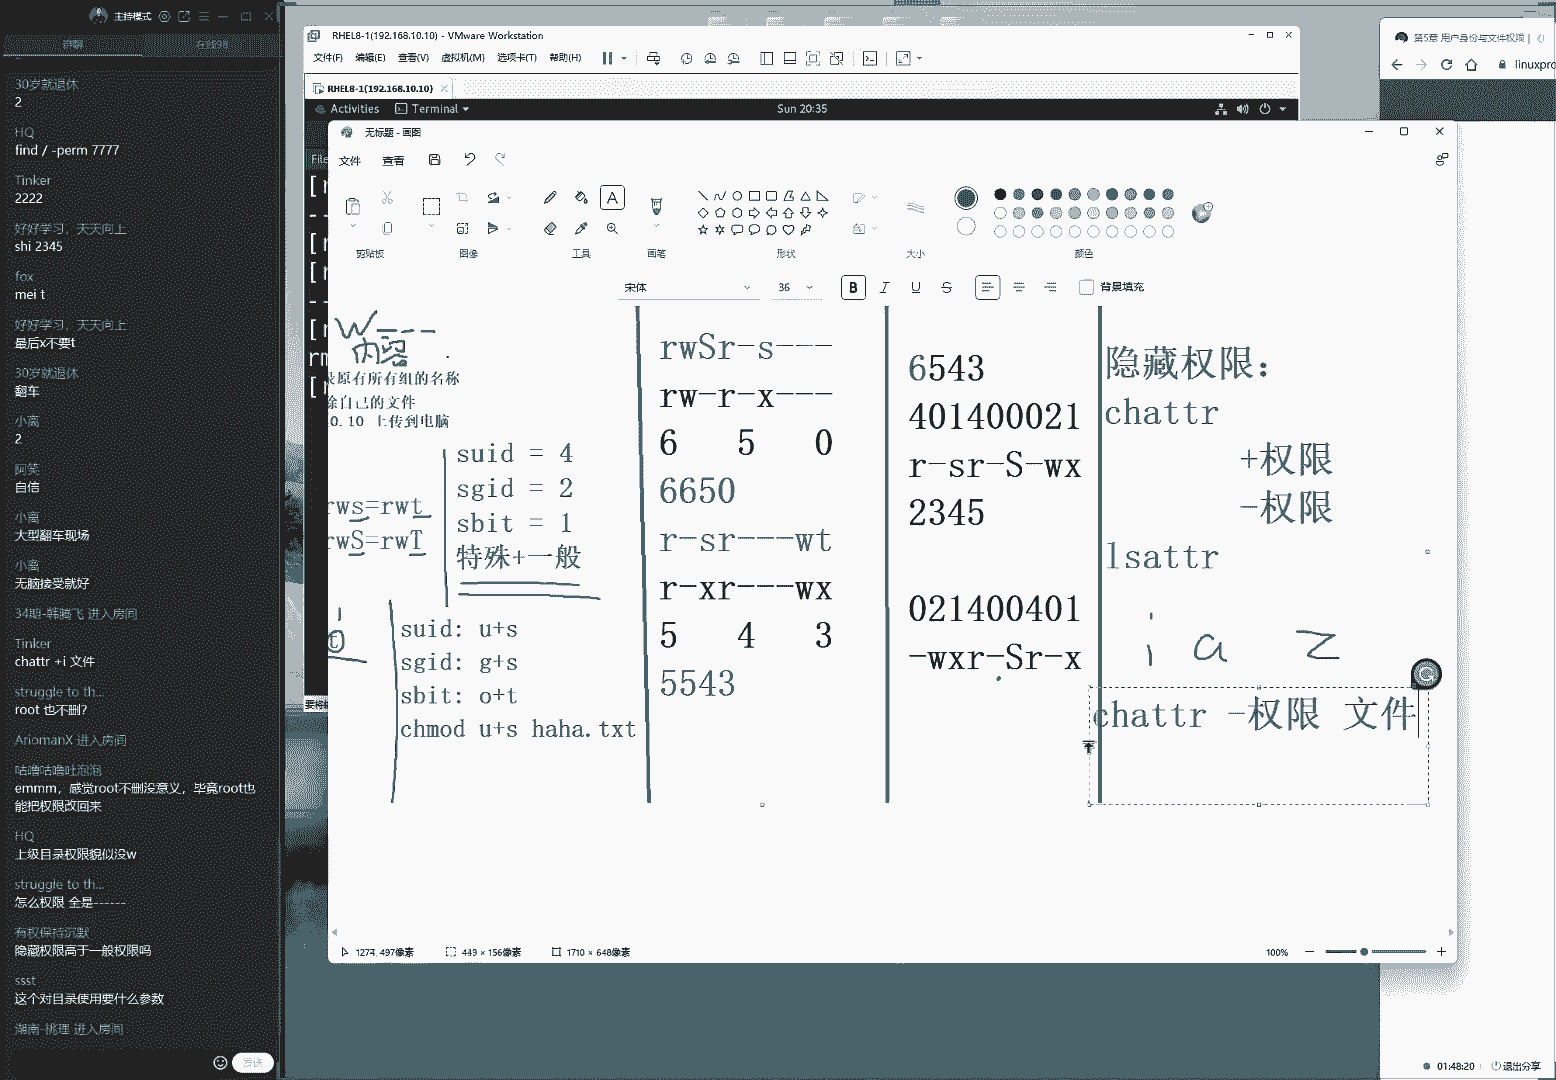 主持模式
30岁就退休
2
HQ
find / -perm 7777
Tinker
2222
好好学习，天天向上
shi 2345
fox
mei t
好好学习，天天向上
最后x不要t
30岁就退休
翻车
小离
2
阿笑
自信
小离
大型翻车现场
小离
无脑接受就好
34期-韩腾飞 进入房间
Tinker
chattr +i 文件
struggle to th...
root 也不删?
AriomanX 进入房间
咕噜咕噜吐泡泡
emmm，感觉root不删没意义，毕竟root也
能把权限改回来
HQ
上级目录权限貌似没w
struggle to th...
怎么权限 全是------
有权保持沉默
隐藏权限高于一般权限吗
ssst
这个对目录使用要什么参数
湖南-挑理 进入房间
发送
RHEL8-1(192.168.10.10) - VMware Workstation
文件(F) 编辑(E) 查看(V) 虚拟机(M) 选项卡(T) 帮助(H)
RHEL8-1(192.168.10.10)
Activities Terminal Sun 20:35
第5章 用户身份与文件权限 |
linuxpro
无标题 - 画图
File
文件 查看
剪贴板 图像 工具 画笔 形状 大小 颜色
宋体 36 B I U S 背景填充
w---
内容
原有所有组的名称
除自己的文件
0.10 上传到电脑
rws=rwt
rwS=rwT
suid = 4
sgid = 2
sbit = 1
特殊+一般
suid: u+s
sgid: g+s
sbit: o+t
chmod u+s haha.txt
rwSr-s---
rw-r-x---
6 5 0
6650
r-sr---wt
r-xr---wx
5 4 3
5543
6543
401400021
r-sr-S-wx
2345
021400401
-wxr-Sr-x
隐藏权限：
chattr
+权限
-权限
lsattr
i a z
chattr -权限 文件
1274, 497像素 449 × 156像素 1710 × 648像素 100%
01:48:20 退出分享